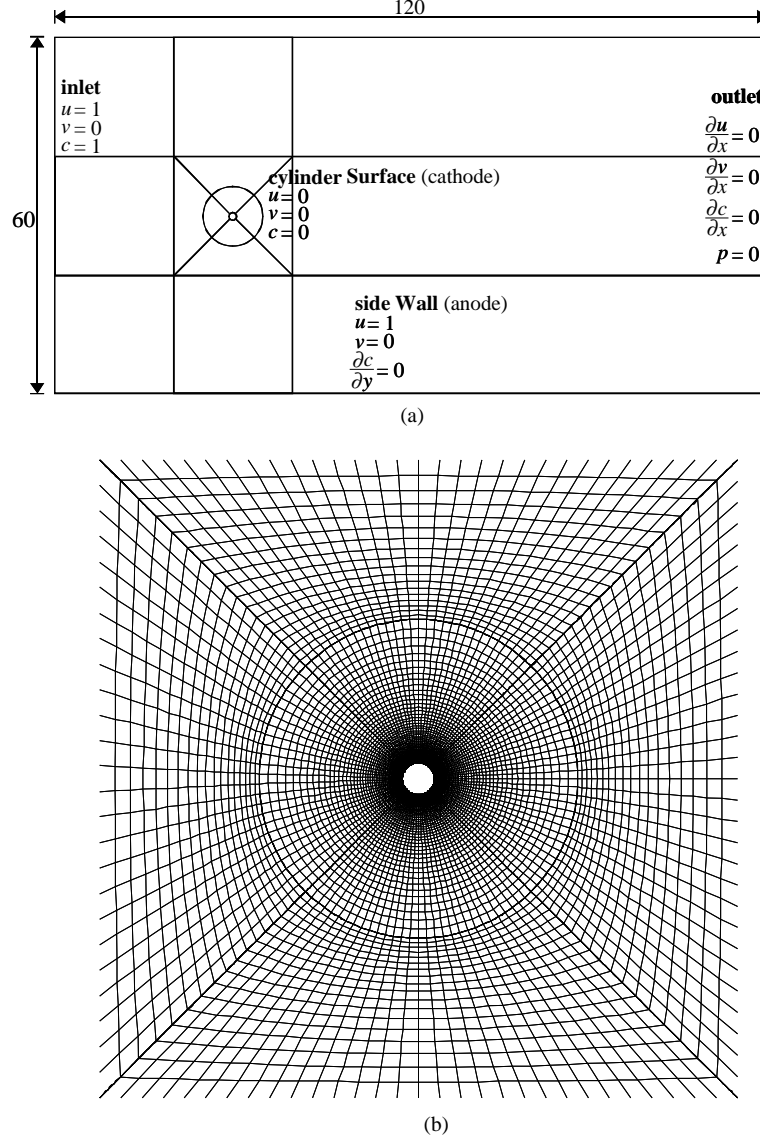 120
60
inlet
u = 1
v = 0
c = 1
cylinder Surface (cathode)
u = 0
v = 0
c = 0
outlet
∂u/∂x = 0
∂v/∂x = 0
∂c/∂x = 0
p = 0
side Wall (anode)
u = 1
v = 0
∂c/∂y = 0
(a)
(b)